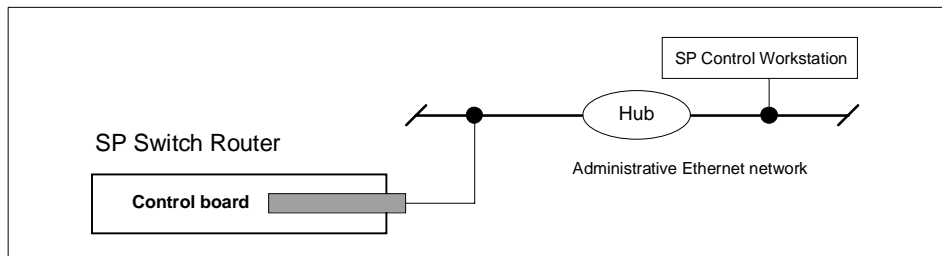 SP Control Workstation
Hub
SP Switch Router
Administrative Ethernet network
Control board